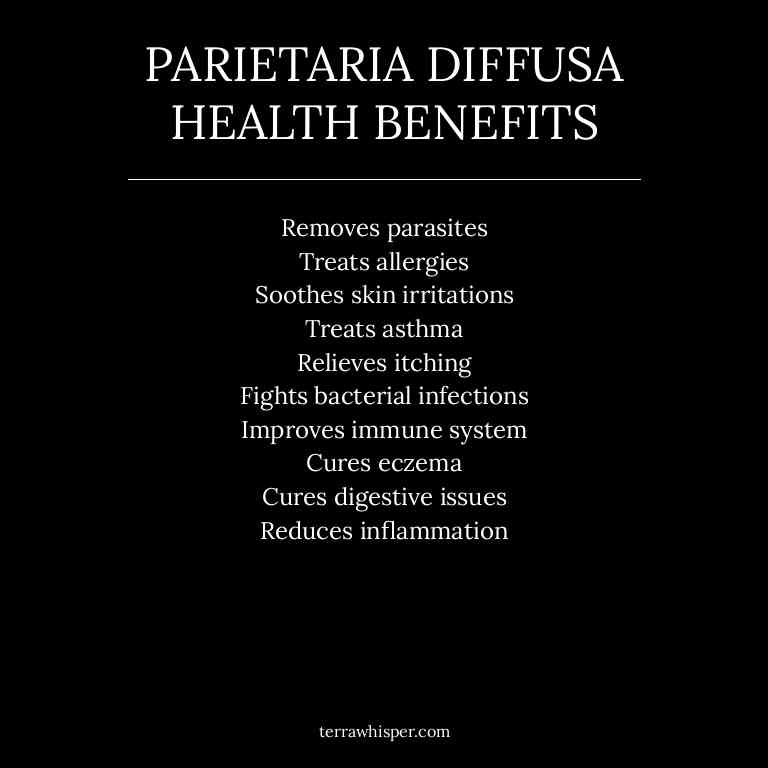 PARIETARIA DIFFUSA
HEALTH BENEFITS
Removes parasites
Treats allergies
Soothes skin irritations
Treats asthma
Relieves itching
Fights bacterial infections
Improves immune system
Cures eczema
Cures digestive issues
Reduces inflammation
terrawhisper.com